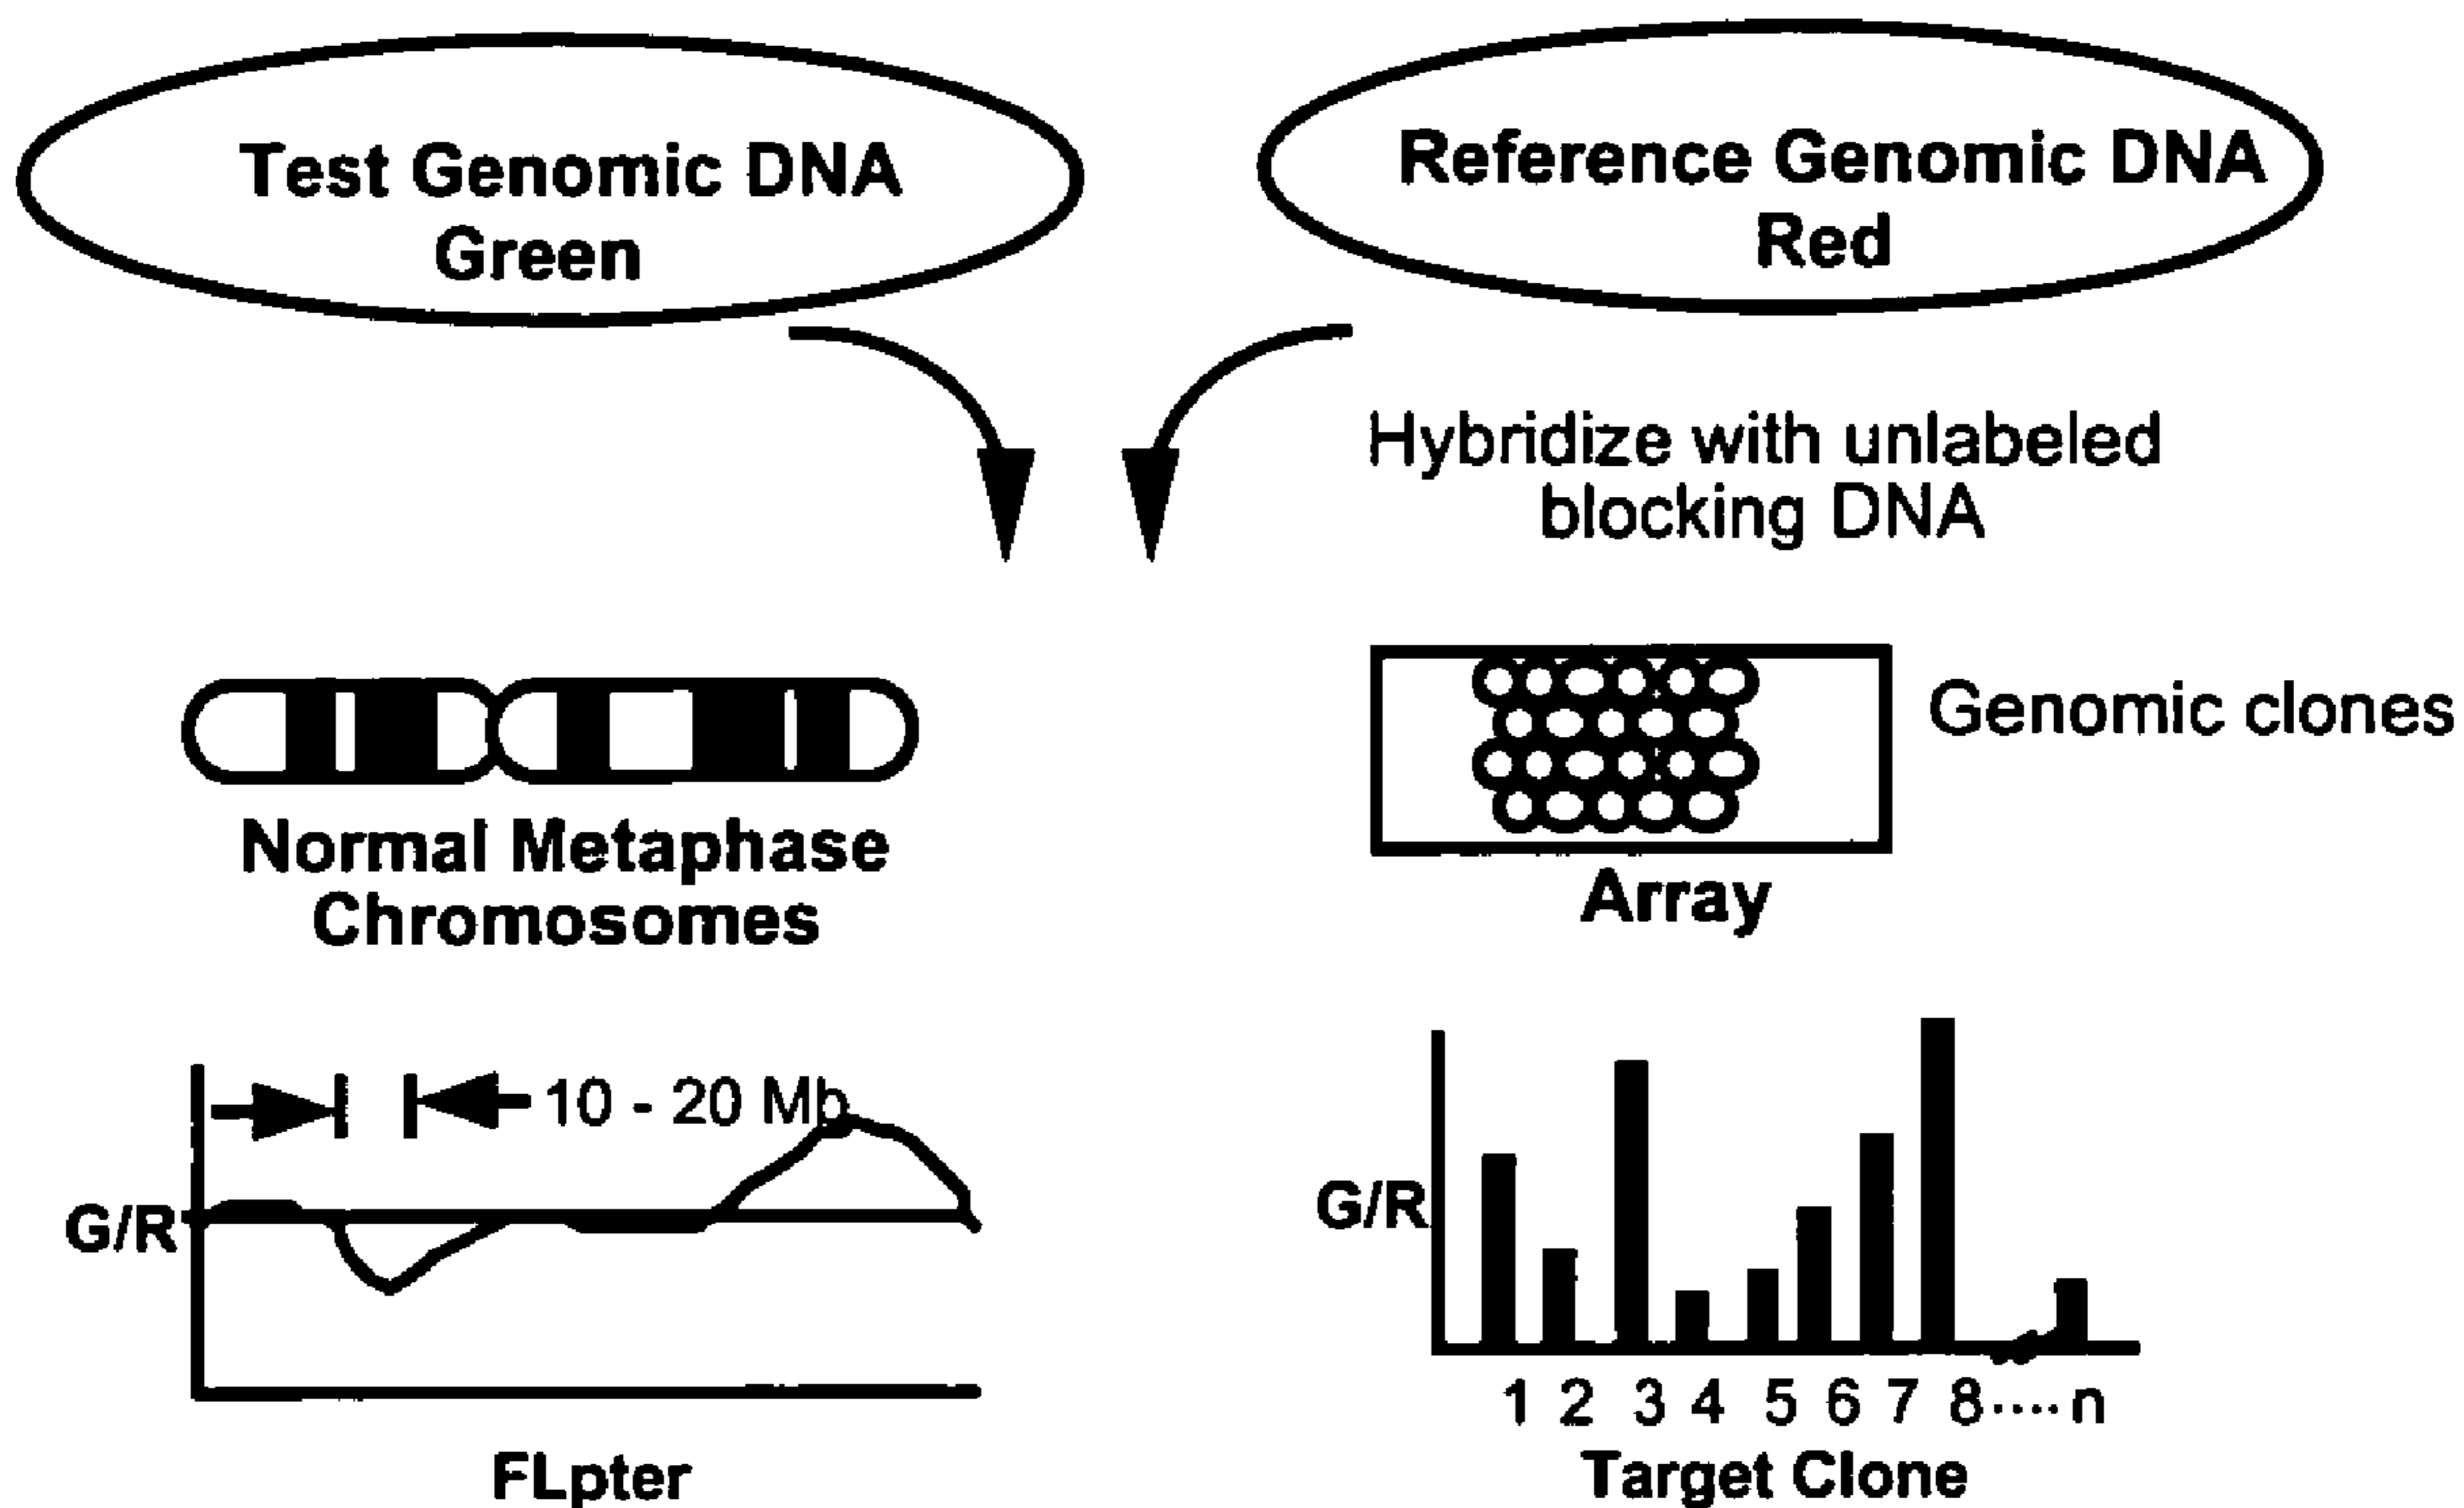 Test Genomic DNA
Green
Reference Genomic DNA
Red
Hybridize with unlabeled
blocking DNA
Genomic clones
Normal Metaphase
Chromosomes
Array
10 - 20 Mb
G/R
FLpter
G/R
1 2 3 4 5 6 7 8····n
Target Clone